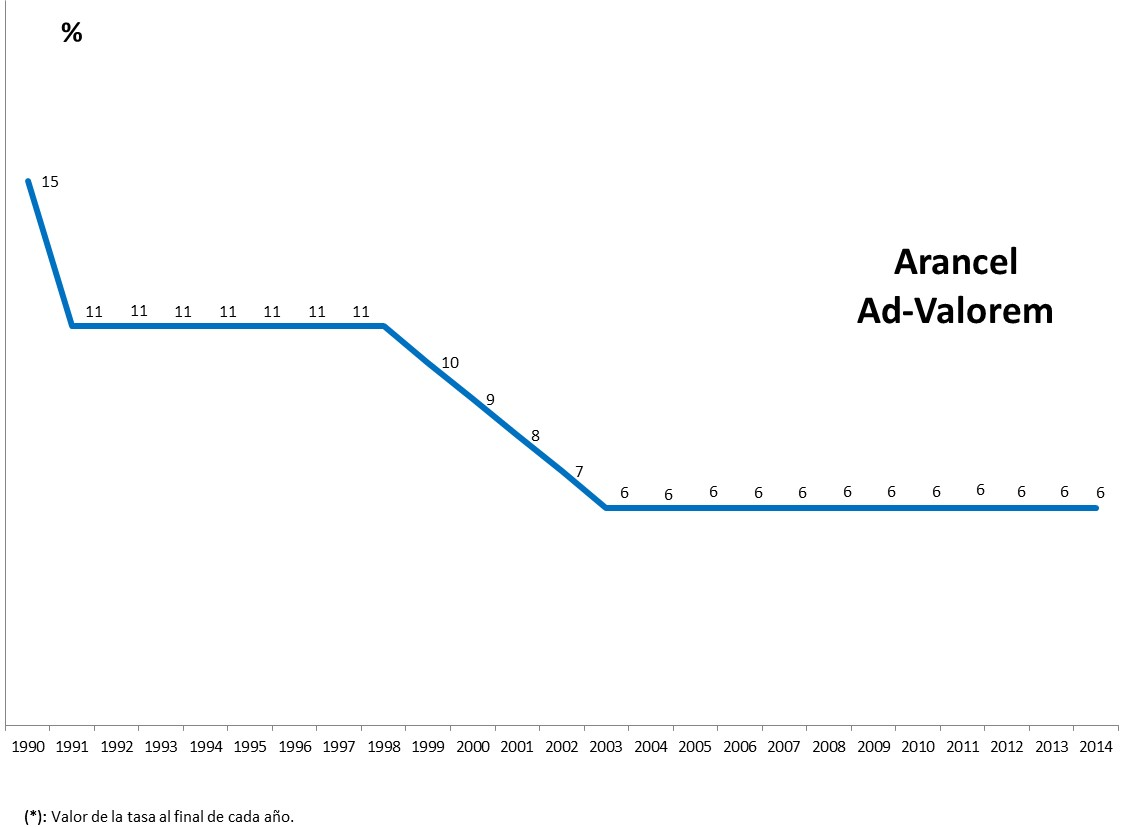 %
15
Arancel
Ad-Valorem
11 11 11 11 11 11 11
10
9
8
7
6 6 6 6 6 6 6 6 6 6 6 6
1990 1991 1992 1993 1994 1995 1996 1997 1998 1999 2000 2001 2002 2003 2004 2005 2006 2007 2008 2009 2010 2011 2012 2013 2014
(*): Valor de la tasa al final de cada año.